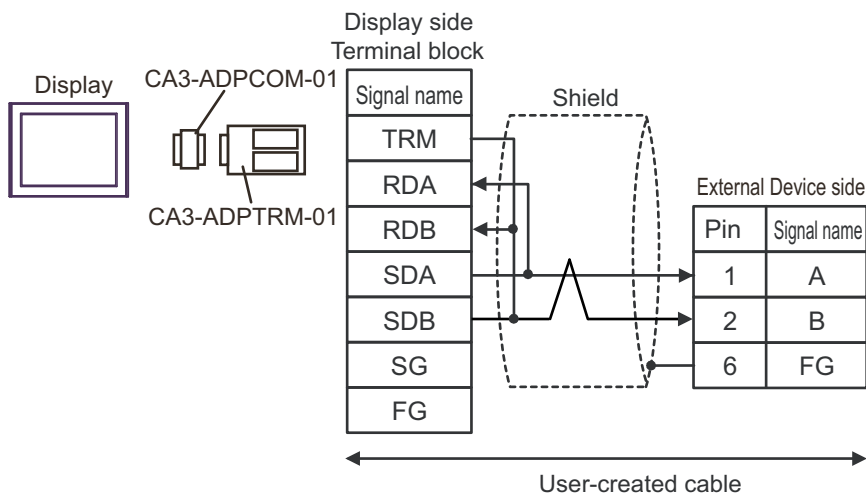 Display side
Terminal block
Display
CA3-ADPCOM-01
CA3-ADPTRM-01
Signal name
TRM
RDA
RDB
SDA
SDB
SG
FG
Shield
External Device side
Pin Signal name
1 A
2 B
6 FG
User-created cable